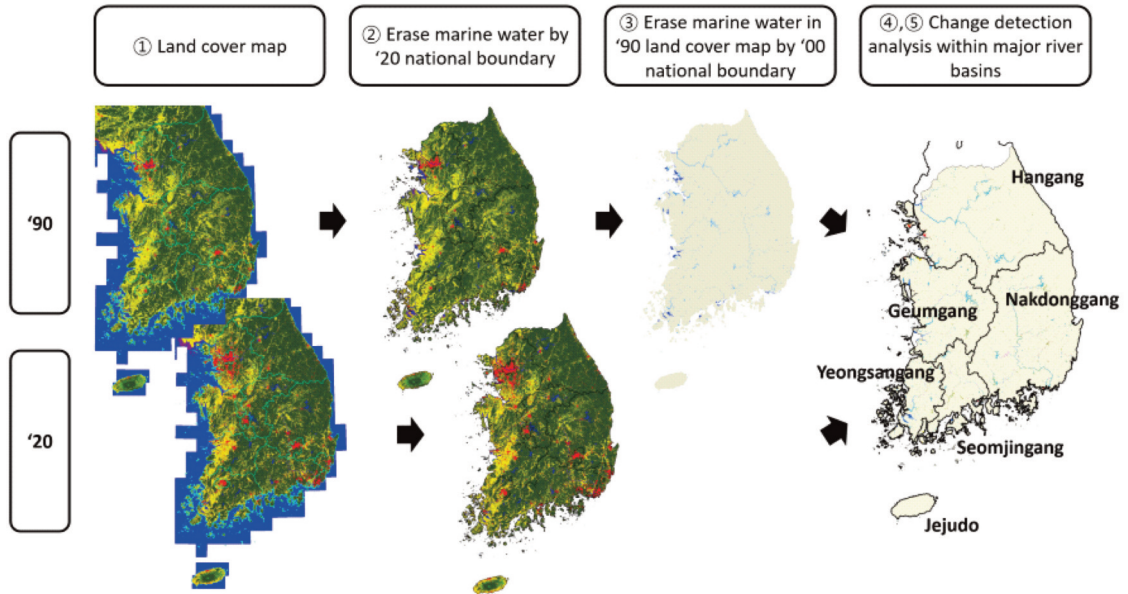 ① Land cover map
② Erase marine water by
‘20 national boundary
③ Erase marine water in
‘90 land cover map by ‘00
national boundary
④,⑤ Change detection
analysis within major river
basins
‘90
‘20
Hangang
Nakdonggang
Geumgang
Yeongsangang
Seomjingang
Jejudo